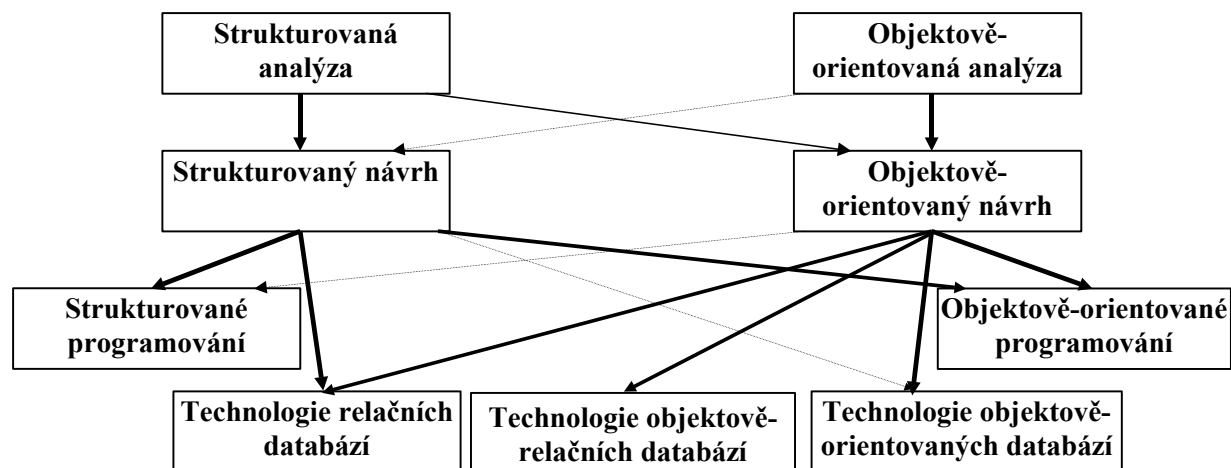 Strukturovaná
analýza
Objektově-
orientovaná analýza
Strukturovaný návrh
Objektově-
orientovaný návrh
Strukturované
programování
Objektově-orientované
programování
Technologie relačních
databází
Technologie objektově-
relačních databází
Technologie objektově-
orientovaných databází